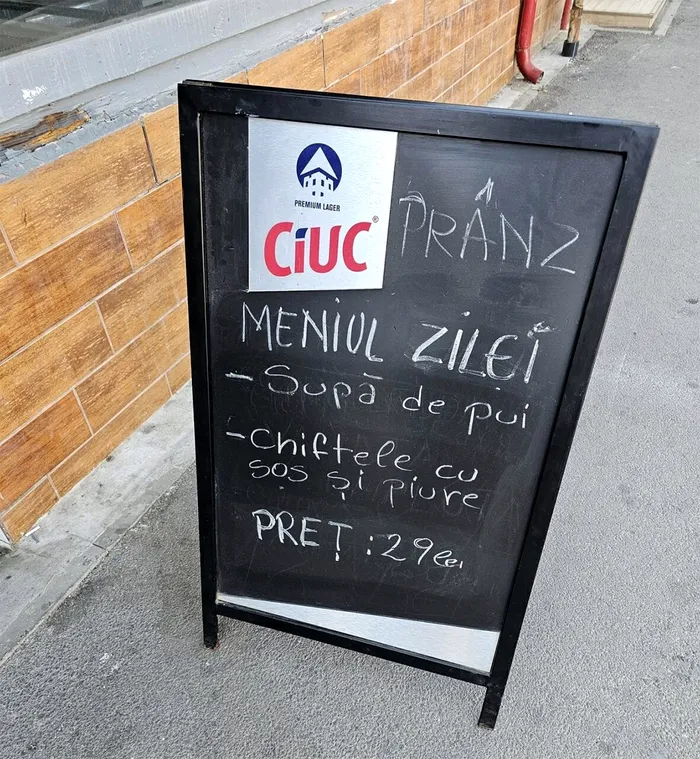 PREMIUM LAGER
CiUC®
PRÂNZ
MENIUL ZILEI
- Supă de pui
- Chiftele cu
sos și piure
PREȚ : 29 lei